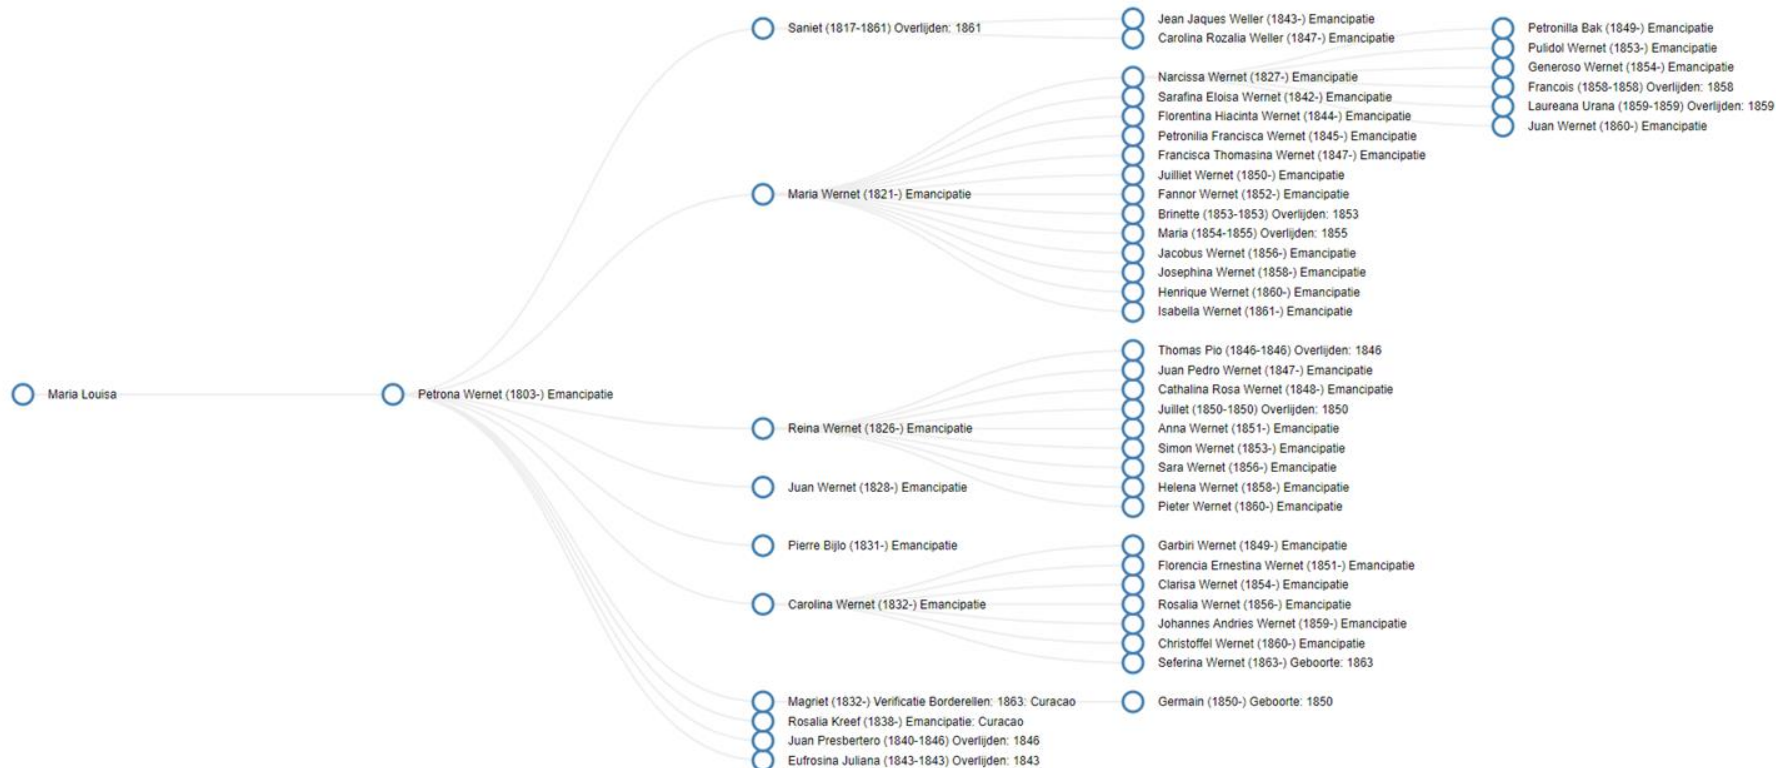 Maria Louisa
Petrona Wernet (1803-) Emancipatie
Saniet (1817-1861) Overlijden: 1861
Jean Jaques Weller (1843-) Emancipatie
Carolina Rozalia Weller (1847-) Emancipatie
Maria Wernet (1821-) Emancipatie
Narcissa Wernet (1827-) Emancipatie
Petronilla Bak (1849-) Emancipatie
Pulidol Wernet (1853-) Emancipatie
Generoso Wernet (1854-) Emancipatie
Francois (1858-1858) Overlijden: 1858
Laureana Urana (1859-1859) Overlijden: 1859
Juan Wernet (1860-) Emancipatie
Sarafina Eloisa Wernet (1842-) Emancipatie
Florentina Hiacinta Wernet (1844-) Emancipatie
Petronilia Francisca Wernet (1845-) Emancipatie
Francisca Thomasina Wernet (1847-) Emancipatie
Juilliet Wernet (1850-) Emancipatie
Fannor Wernet (1852-) Emancipatie
Brinette (1853-1853) Overlijden: 1853
Maria (1854-1855) Overlijden: 1855
Jacobus Wernet (1856-) Emancipatie
Josephina Wernet (1858-) Emancipatie
Henrique Wernet (1860-) Emancipatie
Isabella Wernet (1861-) Emancipatie
Reina Wernet (1826-) Emancipatie
Thomas Pio (1846-1846) Overlijden: 1846
Juan Pedro Wernet (1847-) Emancipatie
Cathalina Rosa Wernet (1848-) Emancipatie
Juillet (1850-1850) Overlijden: 1850
Anna Wernet (1851-) Emancipatie
Simon Wernet (1853-) Emancipatie
Sara Wernet (1856-) Emancipatie
Helena Wernet (1858-) Emancipatie
Pieter Wernet (1860-) Emancipatie
Juan Wernet (1828-) Emancipatie
Pierre Bijlo (1831-) Emancipatie
Carolina Wernet (1832-) Emancipatie
Garbiri Wernet (1849-) Emancipatie
Florencia Ernestina Wernet (1851-) Emancipatie
Clarisa Wernet (1854-) Emancipatie
Rosalia Wernet (1856-) Emancipatie
Johannes Andries Wernet (1859-) Emancipatie
Christoffel Wernet (1860-) Emancipatie
Seferina Wernet (1863-) Geboorte: 1863
Magriet (1832-) Verificatie Borderellen: 1863: Curacao
Germain (1850-) Geboorte: 1850
Rosalia Kreef (1838-) Emancipatie: Curacao
Juan Presbertero (1840-1846) Overlijden: 1846
Eufrosina Juliana (1843-1843) Overlijden: 1843